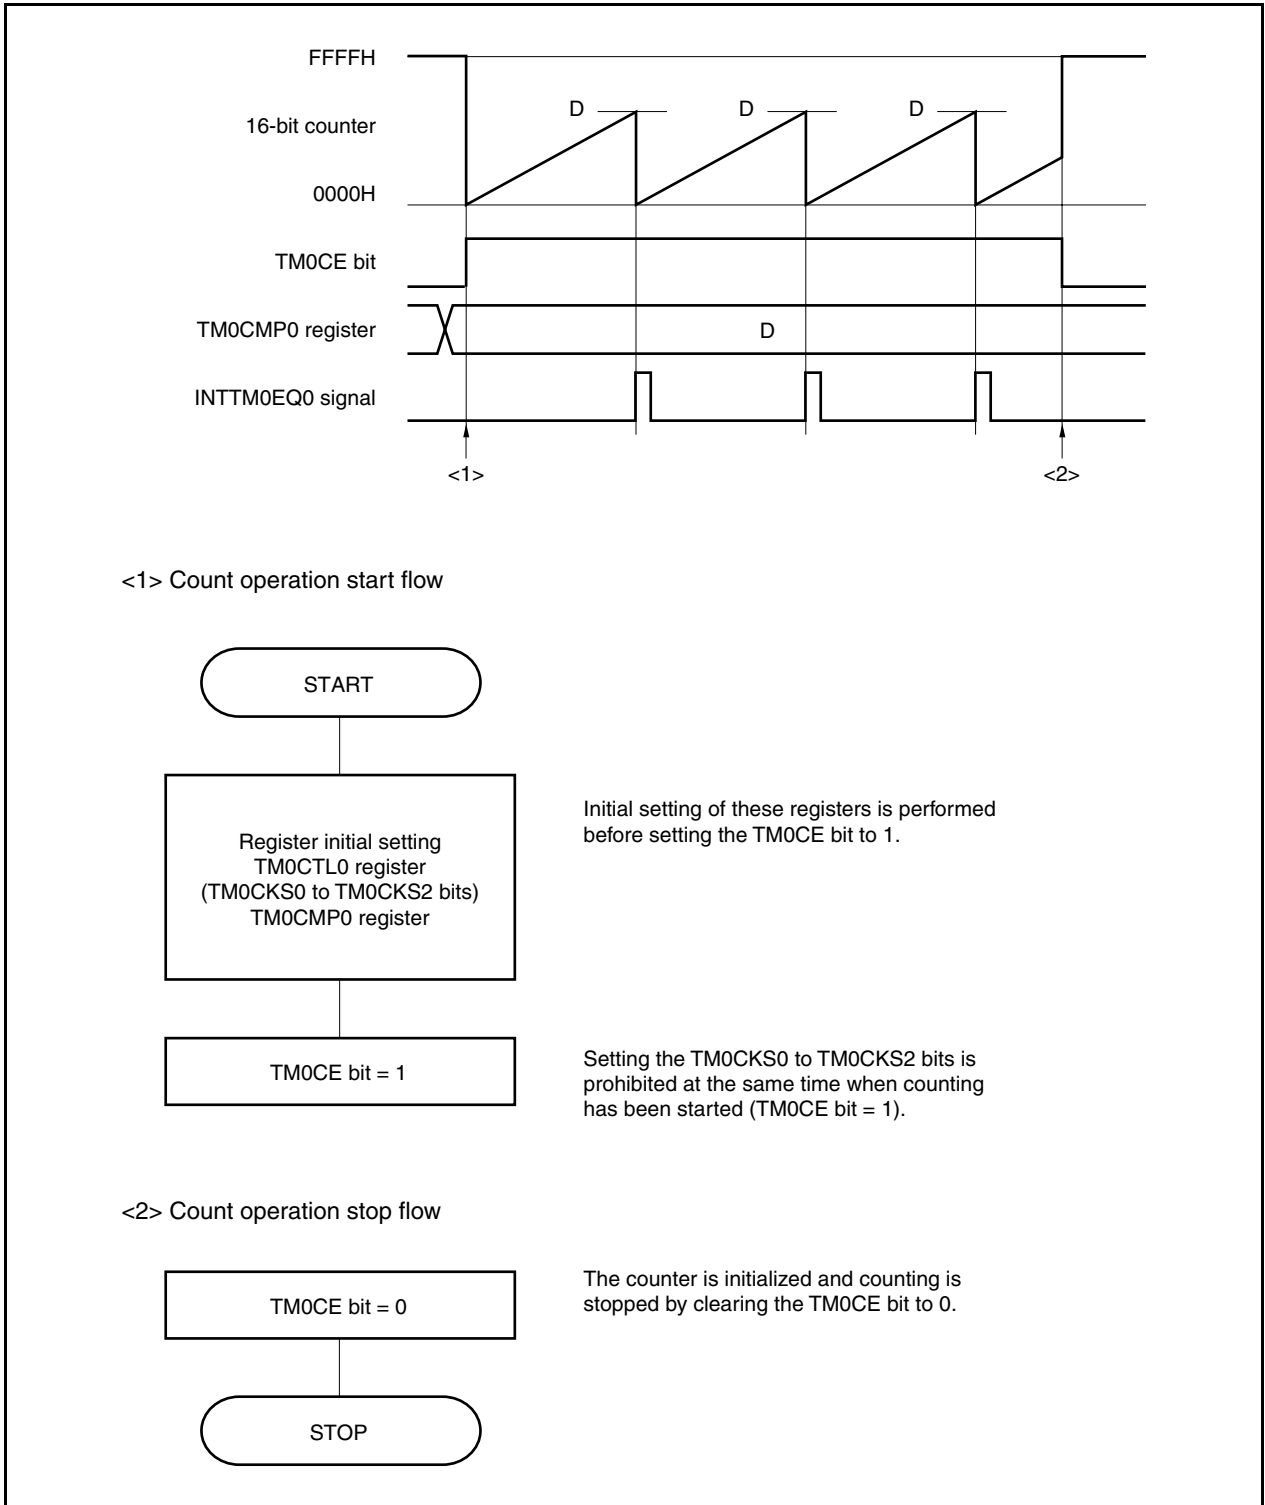 FFFFH
D D D
16-bit counter
0000H
TM0CE bit
TM0CMP0 register
D
INTTM0EQ0 signal
<1> <2>
<1> Count operation start flow
START
Register initial setting
TM0CTL0 register
(TM0CKS0 to TM0CKS2 bits)
TM0CMP0 register
Initial setting of these registers is performed
before setting the TM0CE bit to 1.
TM0CE bit = 1
Setting the TM0CKS0 to TM0CKS2 bits is
prohibited at the same time when counting
has been started (TM0CE bit = 1).
<2> Count operation stop flow
TM0CE bit = 0
The counter is initialized and counting is
stopped by clearing the TM0CE bit to 0.
STOP